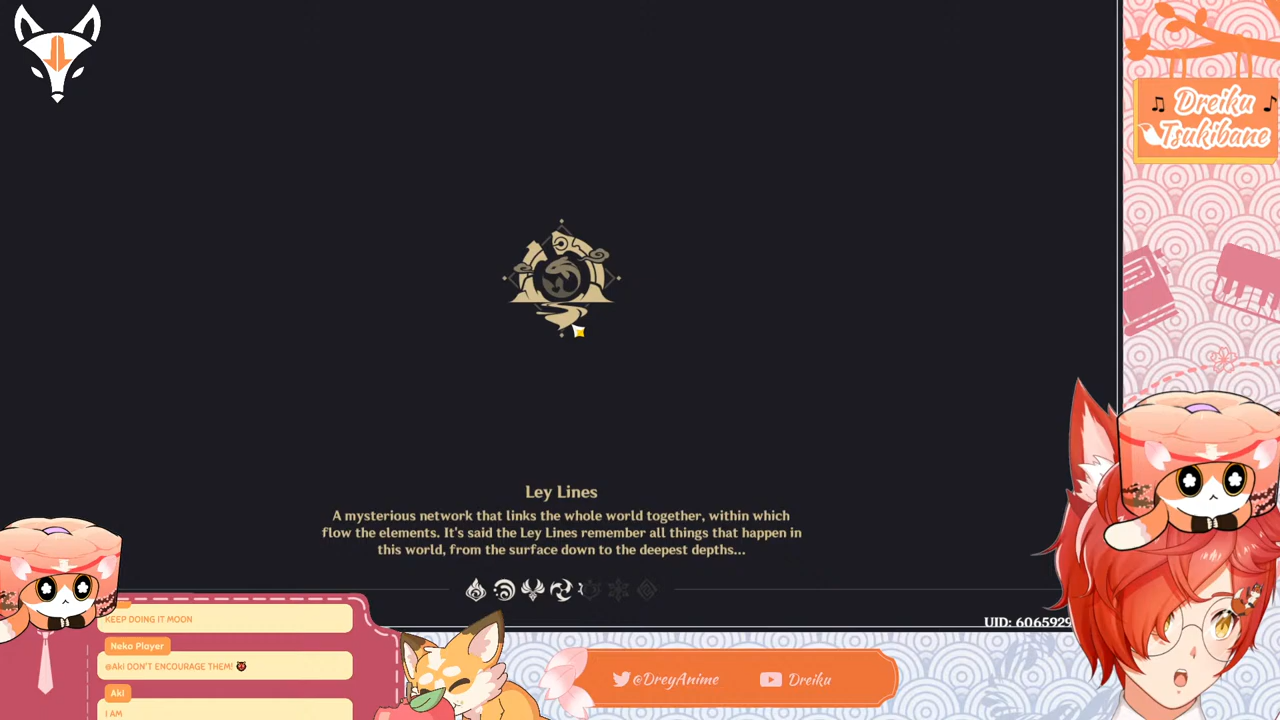 Dreiku
Tsukibane
Ley Lines
A mysterious network that links the whole world together, within which
flow the elements. It's said the Ley Lines remember all things that happen in
this world, from the surface down to the deepest depths...
UID: 6065929
KEEP DOING IT MOON
Neko Player
@Aki DON'T ENCOURAGE THEM!
Aki
I AM
@DreyAnime
Dreiku